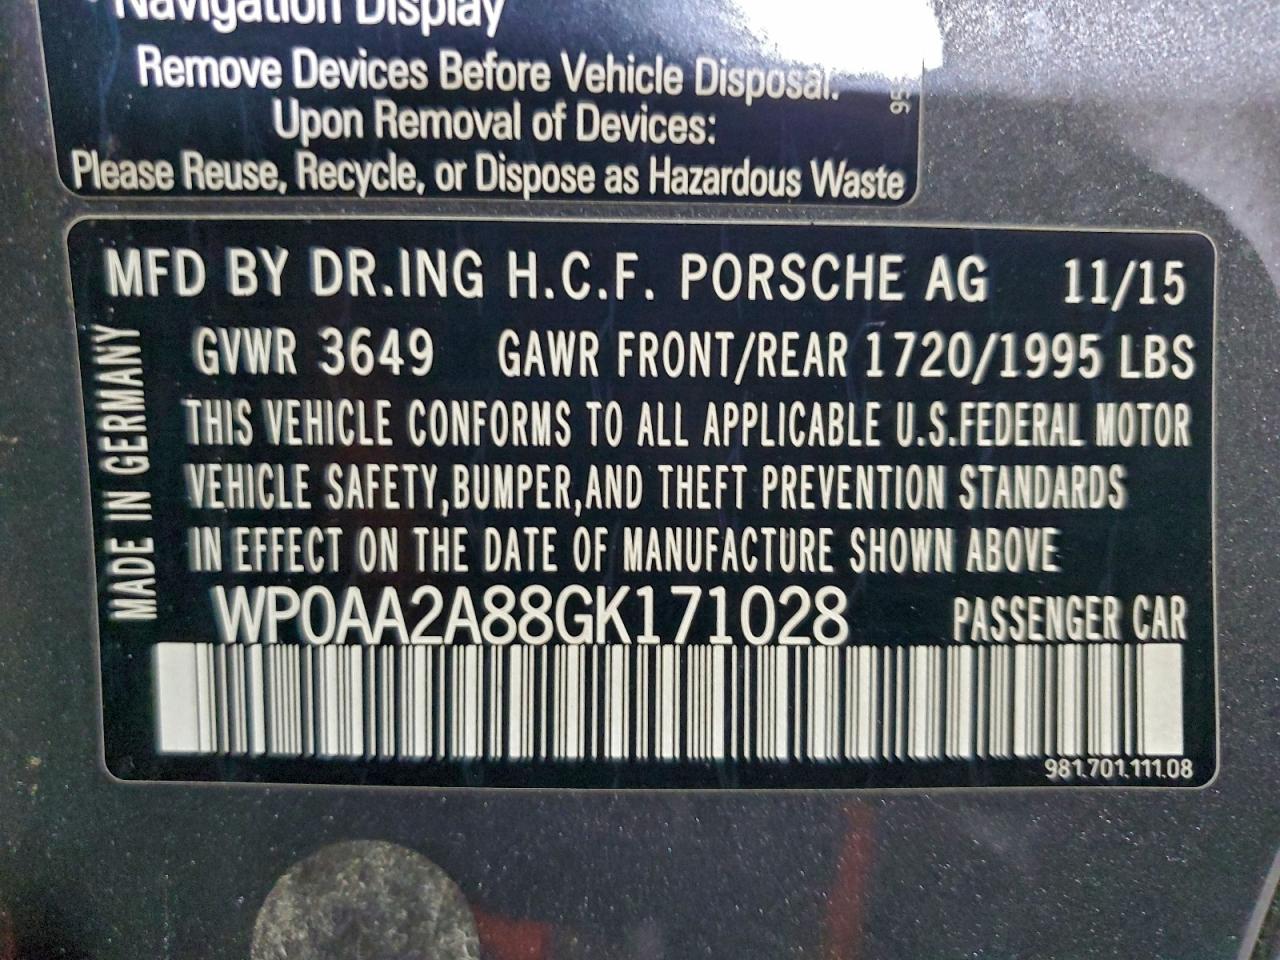 Navigation Display
Remove Devices Before Vehicle Disposal.
Upon Removal of Devices:
Please Reuse, Recycle, or Dispose as Hazardous Waste
MFD BY DR.ING H.C.F. PORSCHE AG 11/15
GVWR 3649 GAWR FRONT/REAR 1720/1995 LBS
THIS VEHICLE CONFORMS TO ALL APPLICABLE U.S.FEDERAL MOTOR
VEHICLE SAFETY,BUMPER,AND THEFT PREVENTION STANDARDS
IN EFFECT ON THE DATE OF MANUFACTURE SHOWN ABOVE
WP0AA2A88GK171028 PASSENGER CAR
981.701.111.08
MADE IN GERMANY